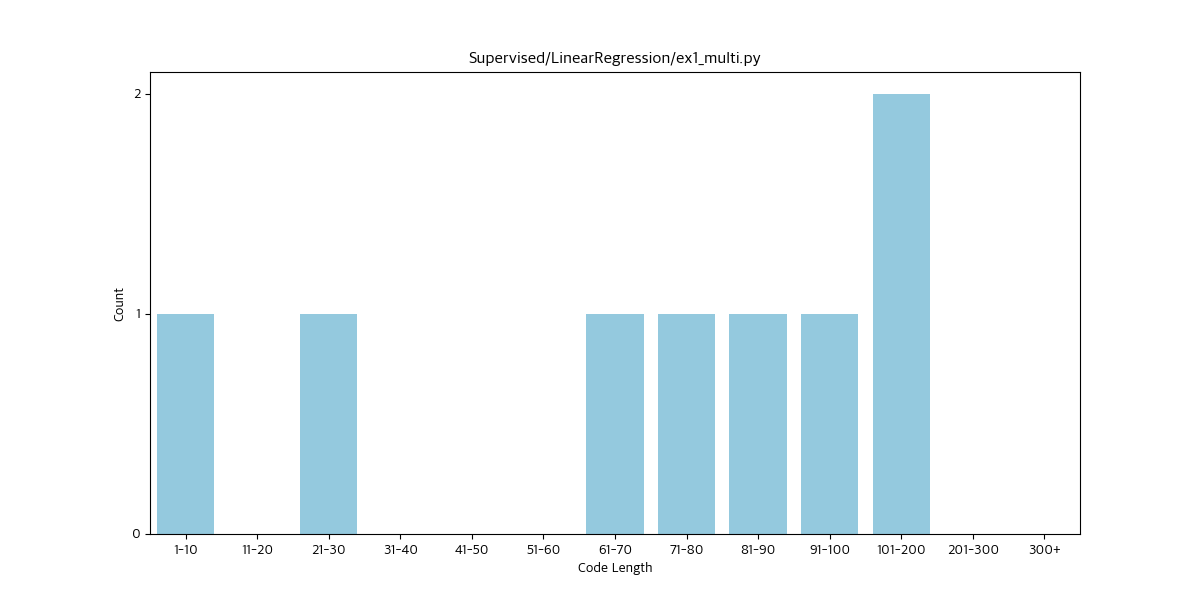 Supervised/LinearRegression/ex1_multi.py
2
1
0
Count
1-10 11-20 21-30 31-40 41-50 51-60 61-70 71-80 81-90 91-100 101-200 201-300 300+
Code Length